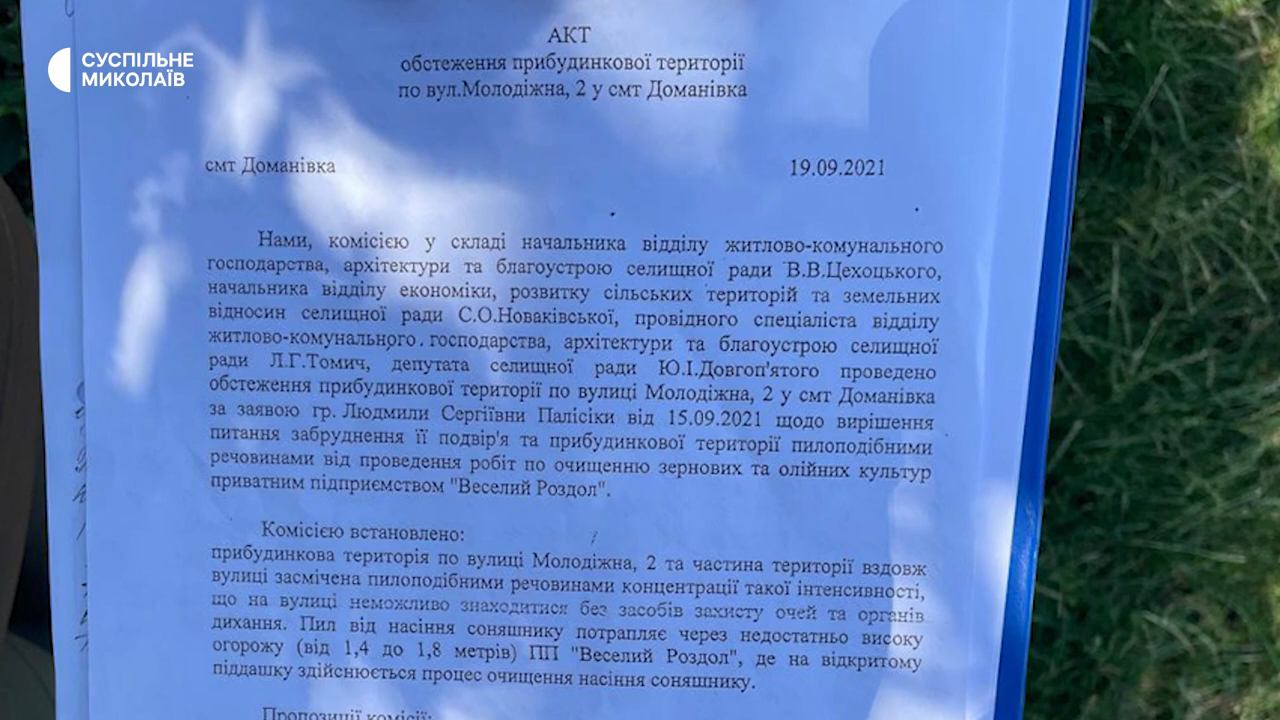 СУСПІЛЬНЕ
МИКОЛАЇВ
АКТ
обстеження прибудинкової території
по вул.Молодіжна, 2 у смт Доманівка
смт Доманівка 19.09.2021
Нами, комісією у складі начальника відділу житлово-комунального
господарства, архітектури та благоустрою селищної ради В.В.Цехоцького,
начальника відділу економіки, розвитку сільських територій та земельних
відносин селищної ради С.О.Новаківської, провідного спеціаліста відділу
житлово-комунального господарства, архітектури та благоустрою селищної
ради Л.Г.Томич, депутата селищної ради Ю.І.Довгоп'ятого проведено
обстеження прибудинкової території по вулиці Молодіжна, 2 у смт Доманівка
за заявою гр. Людмили Сергіївни Палісіки від 15.09.2021 щодо вирішення
питання забруднення її подвір'я та прибудинкової території пилоподібними
речовинами від проведення робіт по очищенню зернових та олійних культур
приватним підприємством "Веселий Роздол".
Комісією встановлено:
прибудинкова територія по вулиці Молодіжна, 2 та частина території вздовж
вулиці засмічена пилоподібними речовинами концентрації такої інтенсивності,
що на вулиці неможливо знаходитися без засобів захисту очей та органів
дихання. Пил від насіння соняшнику потрапляє через недостатньо високу
огорожу (від 1,4 до 1,8 метрів) ПП "Веселий Роздол", де на відкритому
піддашку здійснюється процес очищення насіння соняшнику.
Пропозиції комісії: